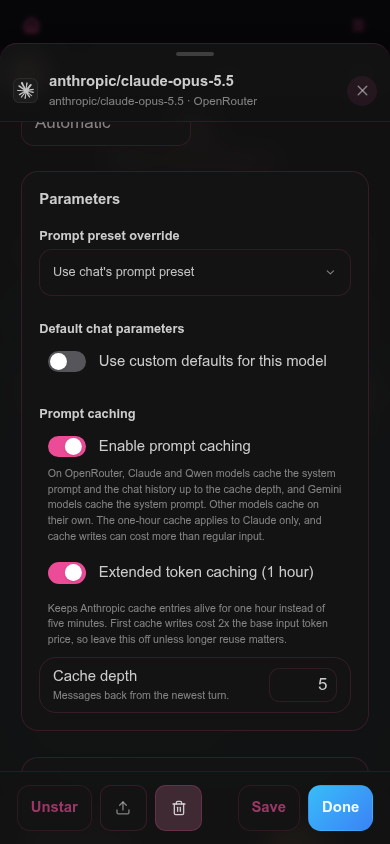 anthropic/claude-opus-5.5
anthropic/claude-opus-5.5 · OpenRouter
Automatic
Parameters
Prompt preset override
Use chat's prompt preset
Default chat parameters
Use custom defaults for this model
Prompt caching
Enable prompt caching
On OpenRouter, Claude and Qwen models cache the system
prompt and the chat history up to the cache depth, and Gemini
models cache the system prompt. Other models cache on
their own. The one-hour cache applies to Claude only, and
cache writes can cost more than regular input.
Extended token caching (1 hour)
Keeps Anthropic cache entries alive for one hour instead of
five minutes. First cache writes cost 2x the base input token
price, so leave this off unless longer reuse matters.
Cache depth
5
Messages back from the newest turn.
Unstar
Save
Done